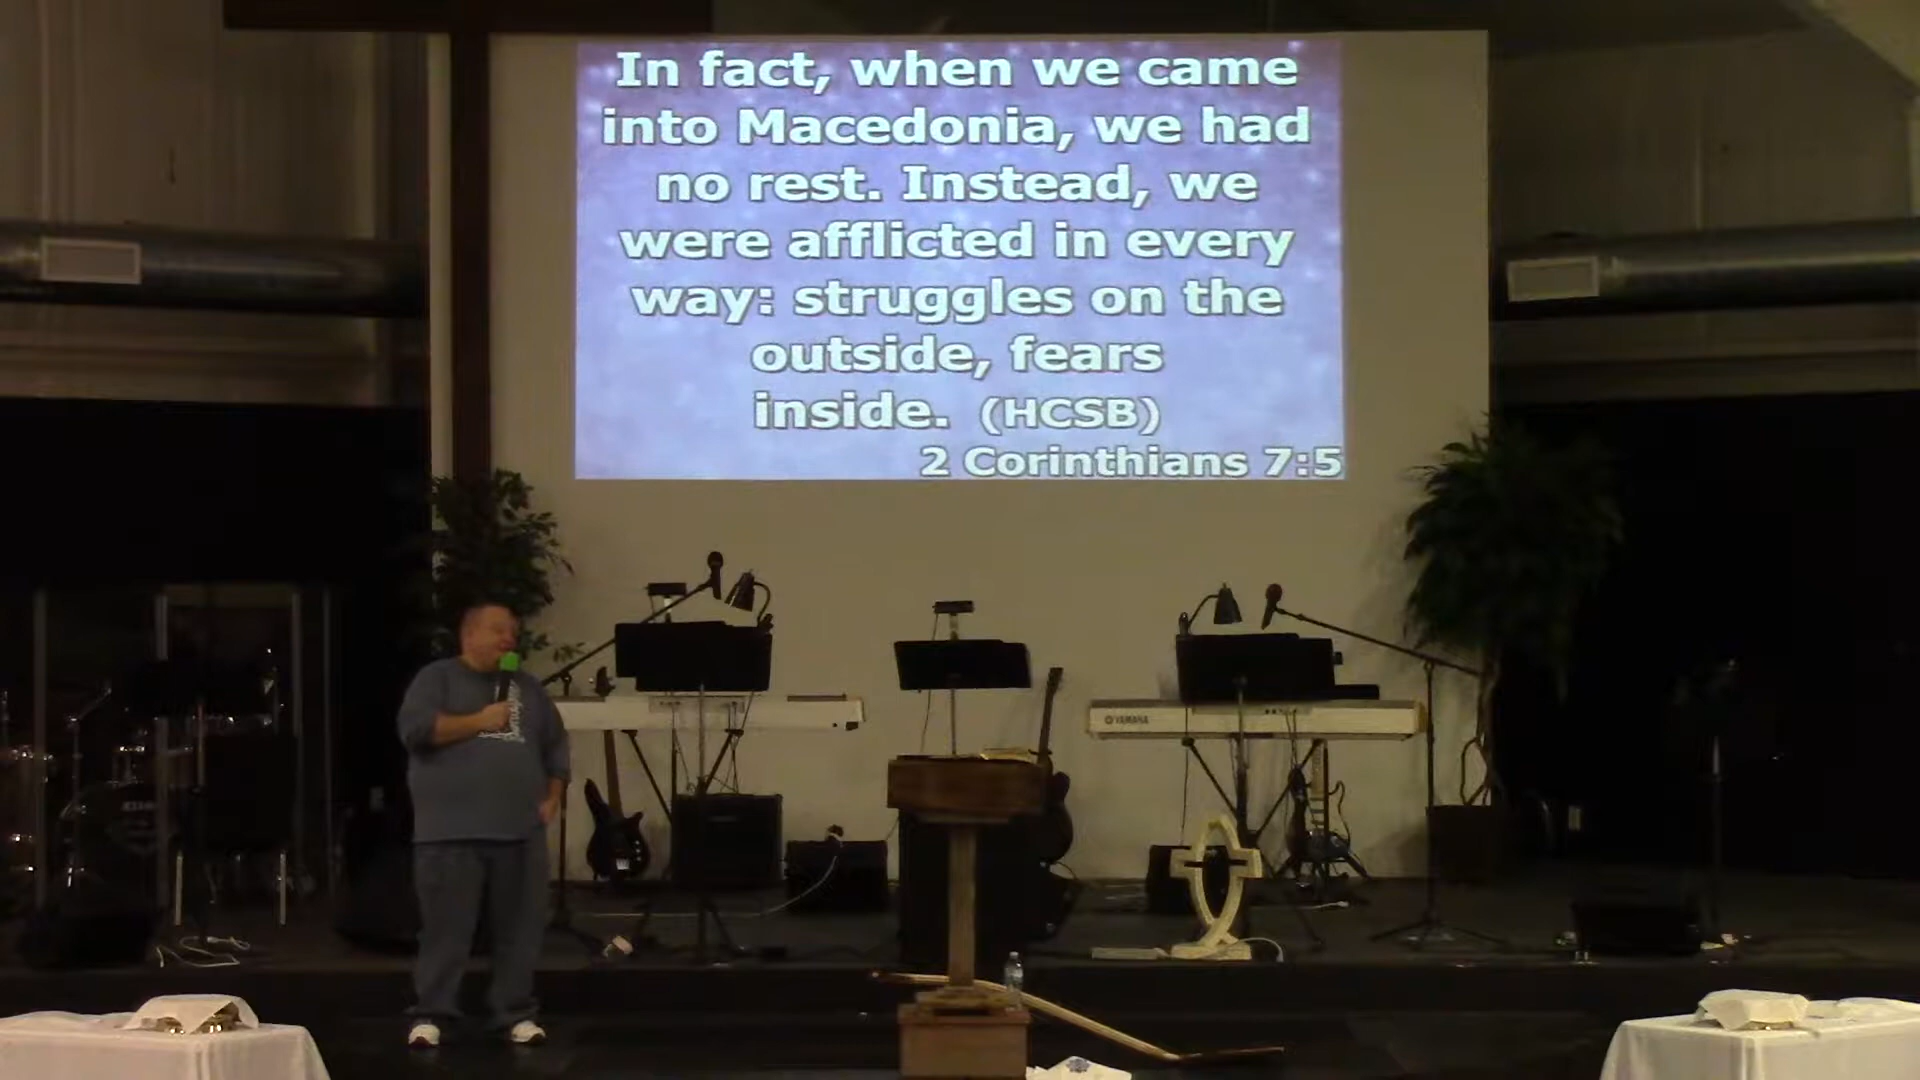 In fact, when we came
into Macedonia, we had
no rest. Instead, we
were afflicted in every
way: struggles on the
outside, fears
inside. (HCSB)
2 Corinthians 7:5
YAMAHA